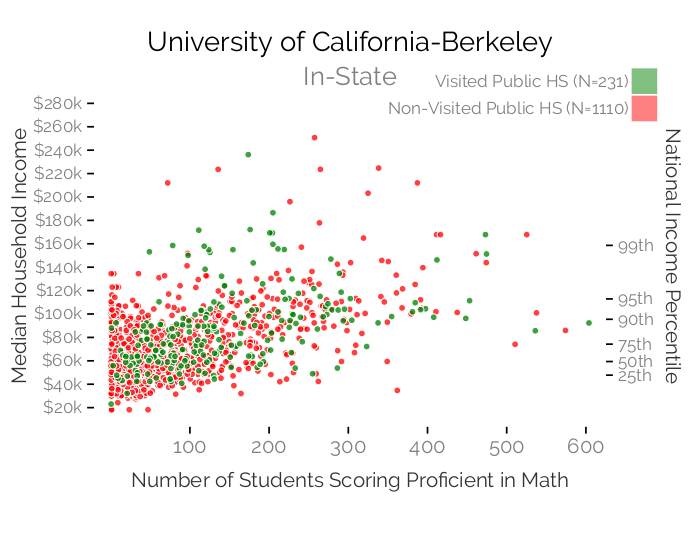 University of California-Berkeley
In-State
Visited Public HS (N=231)
Non-Visited Public HS (N=1110)
Median Household Income
$280k
$260k
$240k
$220k
$200k
$180k
$160k
$140k
$120k
$100k
$80k
$60k
$40k
$20k
National Income Percentile
99th
95th
90th
75th
50th
25th
100
200
300
400
500
600
Number of Students Scoring Proficient in Math